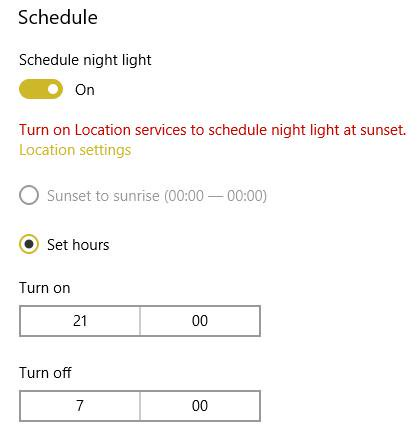 Schedule
Schedule night light
On
Turn on Location services to schedule night light at sunset.
Location settings
Sunset to sunrise (00:00 — 00:00)
Set hours
Turn on
21 00
Turn off
7 00